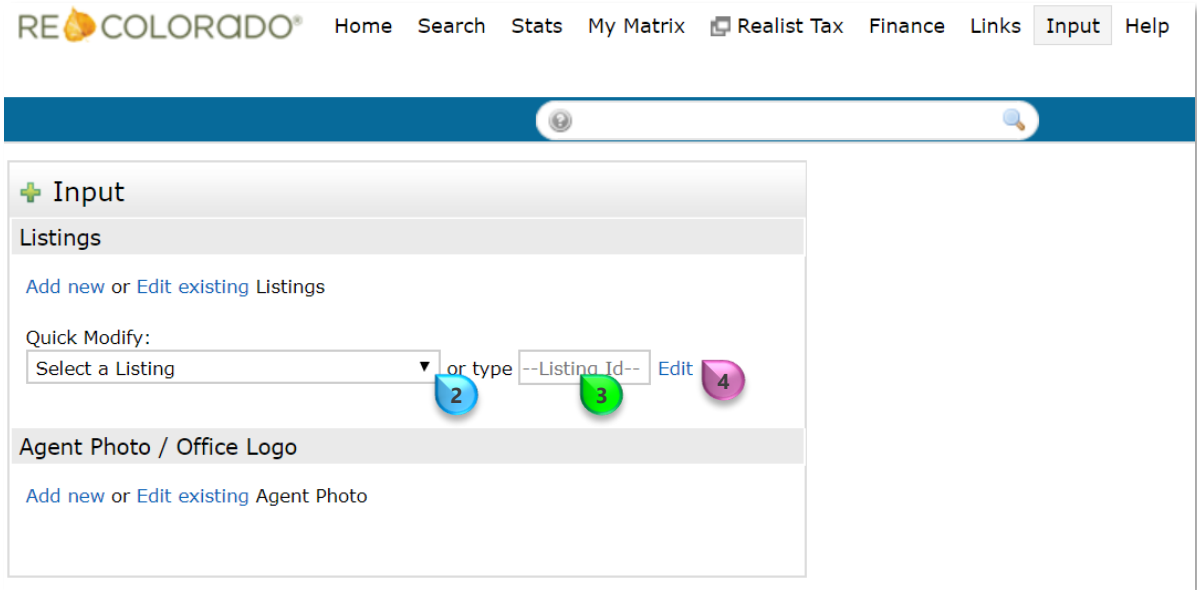 RECOLORADO® Home Search Stats My Matrix Realist Tax Finance Links Input Help
?
Input
Listings
Add new or Edit existing Listings
Quick Modify:
Select a Listing ▼ or type --Listing Id-- Edit
2 3 4
Agent Photo / Office Logo
Add new or Edit existing Agent Photo